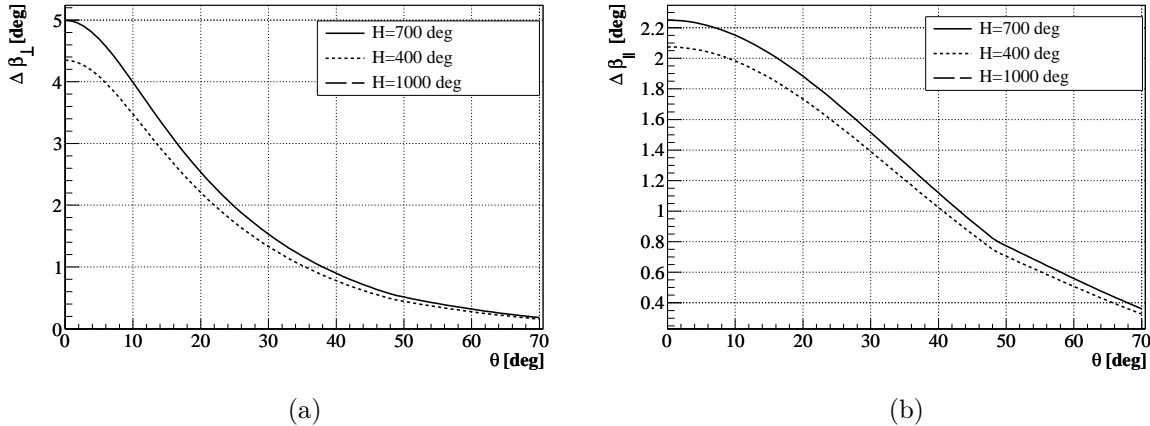 Δ β⊥ [deg]
5
4
3
2
1
0
H=700 deg
H=400 deg
H=1000 deg
0 10 20 30 40 50 60 70
θ [deg]
(a)
Δ β∥ [deg]
2.2
2
1.8
1.6
1.4
1.2
1
0.8
0.6
0.4
H=700 deg
H=400 deg
H=1000 deg
0 10 20 30 40 50 60 70
θ [deg]
(b)